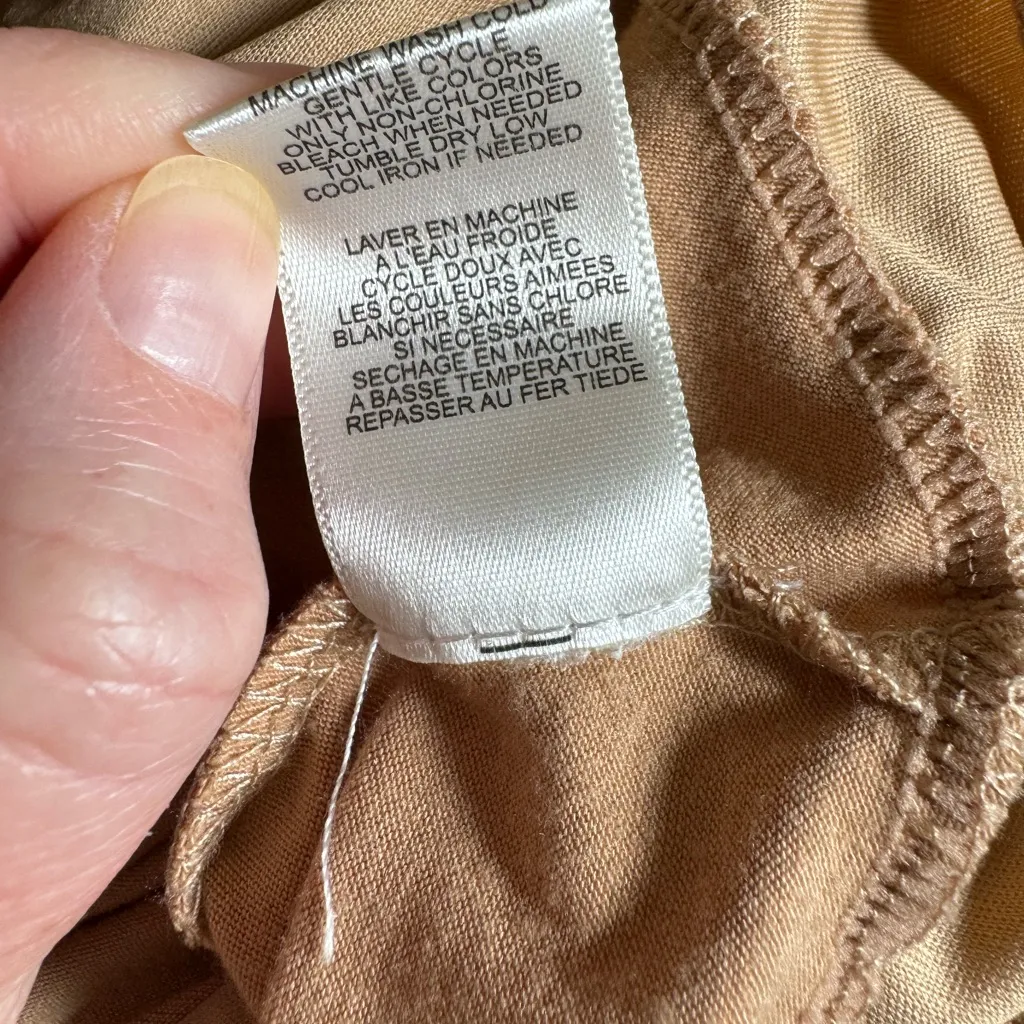 MACHINE WASH COLD
GENTLE CYCLE
WITH LIKE COLORS
ONLY NON-CHLORINE
BLEACH WHEN NEEDED
TUMBLE DRY LOW
COOL IRON IF NEEDED
LAVER EN MACHINE
A L'EAU FROIDE
CYCLE DOUX AVEC
LES COULEURS AIMEES
BLANCHIR SANS CHLORE
SI NECESSAIRE
SECHAGE EN MACHINE
A BASSE TEMPERATURE
REPASSER AU FER TIEDE